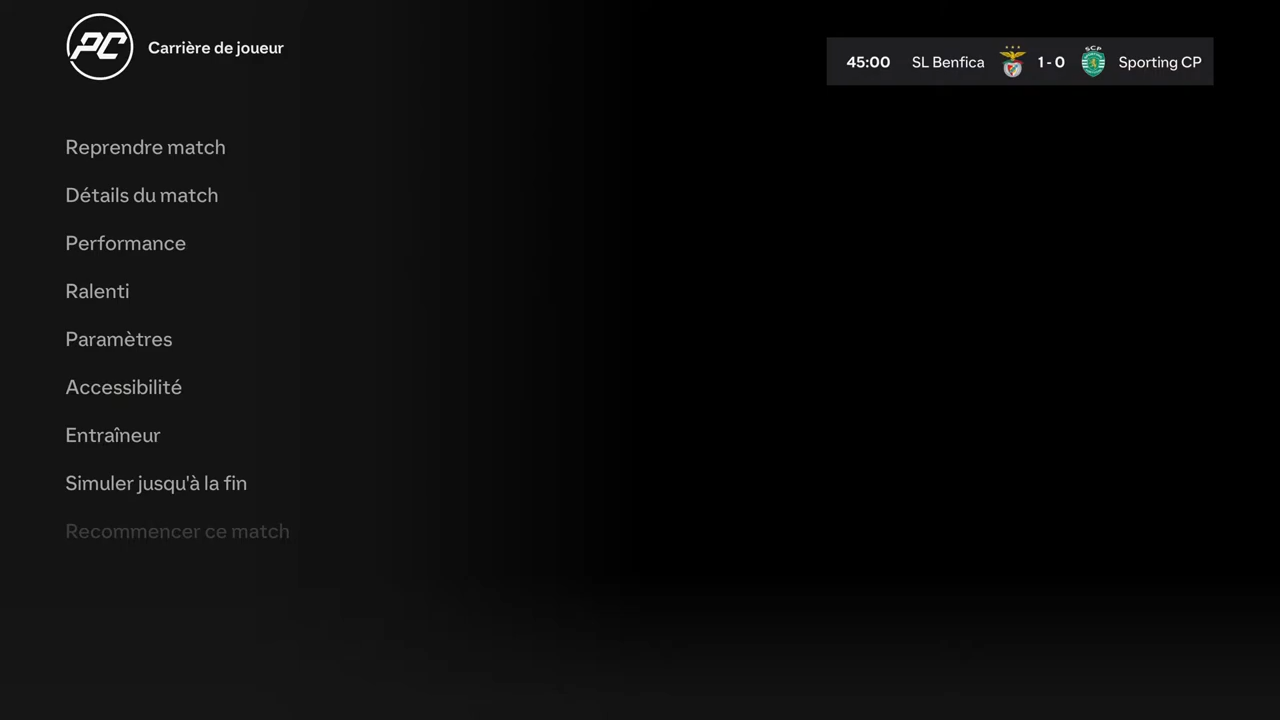 PC Carrière de joueur
45:00 SL Benfica 1 - 0 SCP Sporting CP
Reprendre match
Détails du match
Performance
Ralenti
Paramètres
Accessibilité
Entraîneur
Simuler jusqu'à la fin
Recommencer ce match